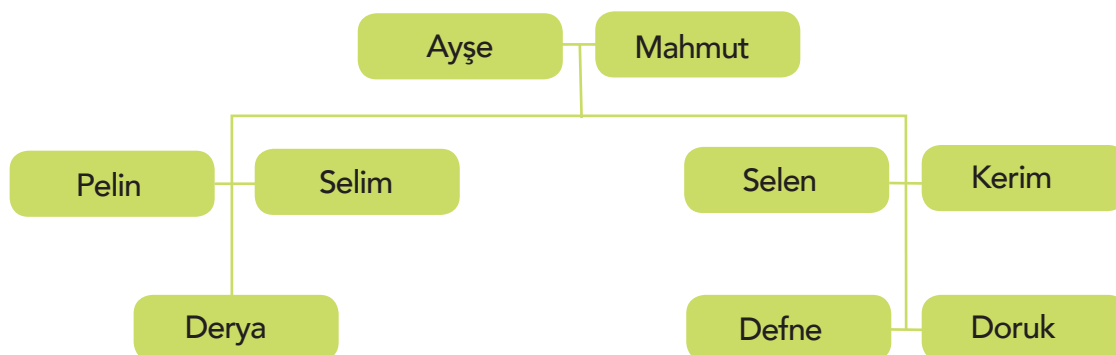 Ayşe
Mahmut
Pelin
Selim
Selen
Kerim
Derya
Defne
Doruk